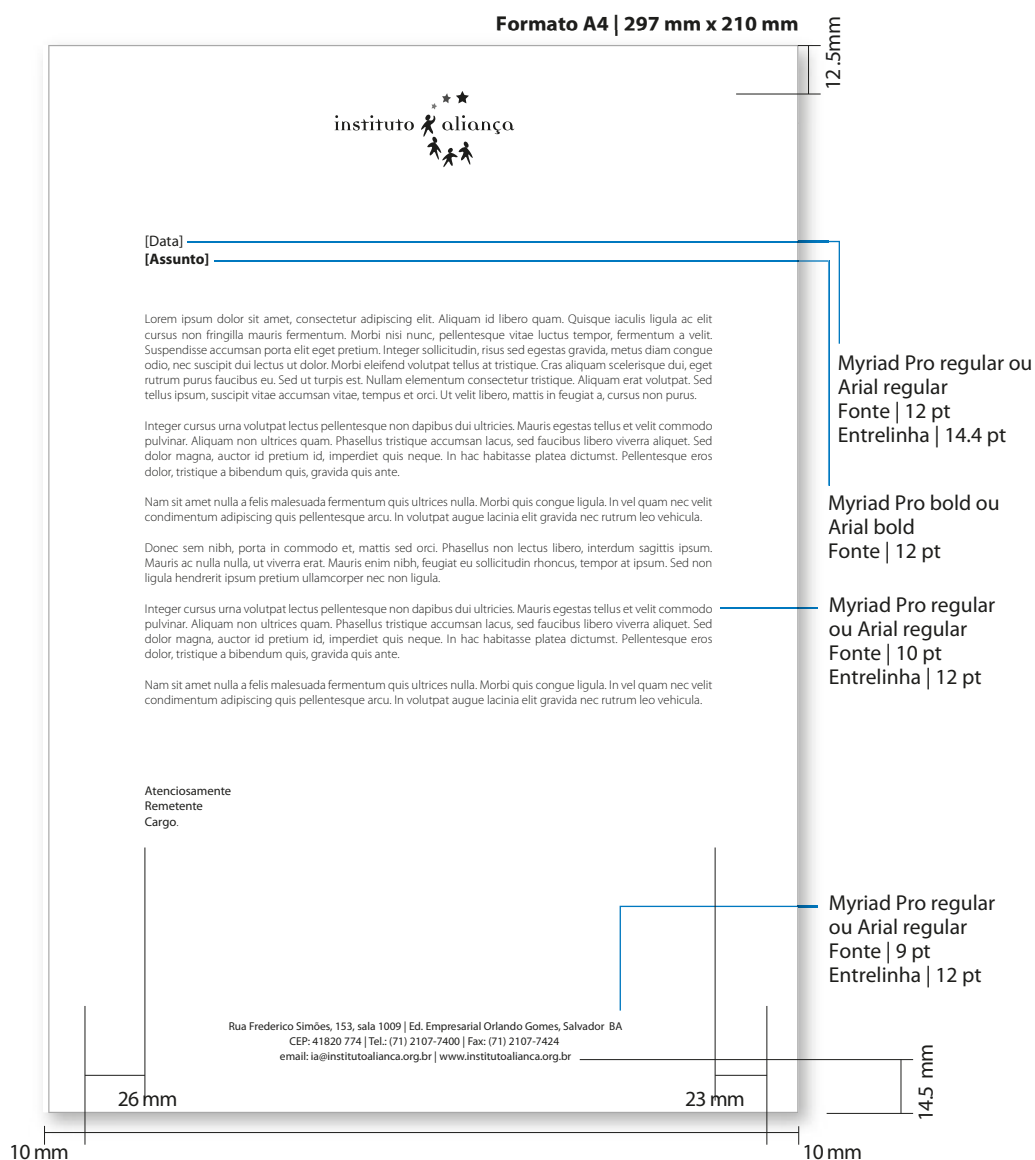 Formato A4 | 297 mm x 210 mm
12.5mm
instituto aliança
[Data]
[Assunto]
Lorem ipsum dolor sit amet, consectetur adipiscing elit. Aliquam id libero quam. Quisque iaculis ligula ac elit
cursus non fringilla mauris fermentum. Morbi nisi nunc, pellentesque vitae luctus tempor, fermentum a velit.
Suspendisse accumsan porta elit eget pretium. Integer sollicitudin, risus sed egestas gravida, metus diam congue
odio, nec suscipit dui lectus ut dolor. Morbi eleifend volutpat tellus at tristique. Cras aliquam scelerisque dui, eget
rutrum purus faucibus eu. Sed ut turpis est. Nullam elementum consectetur tristique. Aliquam erat volutpat. Sed
tellus ipsum, suscipit vitae accumsan vitae, tempus et orci. Ut velit libero, mattis in feugiat a, cursus non purus.
Integer cursus urna volutpat lectus pellentesque non dapibus dui ultricies. Mauris egestas tellus et velit commodo
pulvinar. Aliquam non ultrices quam. Phasellus tristique accumsan lacus, sed faucibus libero viverra aliquet. Sed
dolor magna, auctor id pretium id, imperdiet quis neque. In hac habitasse platea dictumst. Pellentesque eros
dolor, tristique a bibendum quis, gravida quis ante.
Nam sit amet nulla a felis malesuada fermentum quis ultrices nulla. Morbi quis congue ligula. In vel quam nec velit
condimentum adipiscing quis pellentesque arcu. In volutpat augue lacinia elit gravida nec rutrum leo vehicula.
Donec sem nibh, porta in commodo et, mattis sed orci. Phasellus non lectus libero, interdum sagittis ipsum.
Mauris ac nulla nulla, ut viverra erat. Mauris enim nibh, feugiat eu sollicitudin rhoncus, tempor at ipsum. Sed non
ligula hendrerit ipsum pretium ullamcorper nec non ligula.
Integer cursus urna volutpat lectus pellentesque non dapibus dui ultricies. Mauris egestas tellus et velit commodo
pulvinar. Aliquam non ultrices quam. Phasellus tristique accumsan lacus, sed faucibus libero viverra aliquet. Sed
dolor magna, auctor id pretium id, imperdiet quis neque. In hac habitasse platea dictumst. Pellentesque eros
dolor, tristique a bibendum quis, gravida quis ante.
Nam sit amet nulla a felis malesuada fermentum quis ultrices nulla. Morbi quis congue ligula. In vel quam nec velit
condimentum adipiscing quis pellentesque arcu. In volutpat augue lacinia elit gravida nec rutrum leo vehicula.
Atenciosamente
Remetente
Cargo.
Myriad Pro regular ou
Arial regular
Fonte | 12 pt
Entrelinha | 14.4 pt
Myriad Pro bold ou
Arial bold
Fonte | 12 pt
Myriad Pro regular
ou Arial regular
Fonte | 10 pt
Entrelinha | 12 pt
Myriad Pro regular
ou Arial regular
Fonte | 9 pt
Entrelinha | 12 pt
Rua Frederico Simões, 153, sala 1009 | Ed. Empresarial Orlando Gomes, Salvador BA
CEP: 41820 774 | Tel.: (71) 2107-7400 | Fax: (71) 2107-7424
email: ia@institutoalianca.org.br | www.institutoalianca.org.br
26 mm
23 mm
14.5 mm
10 mm
10 mm